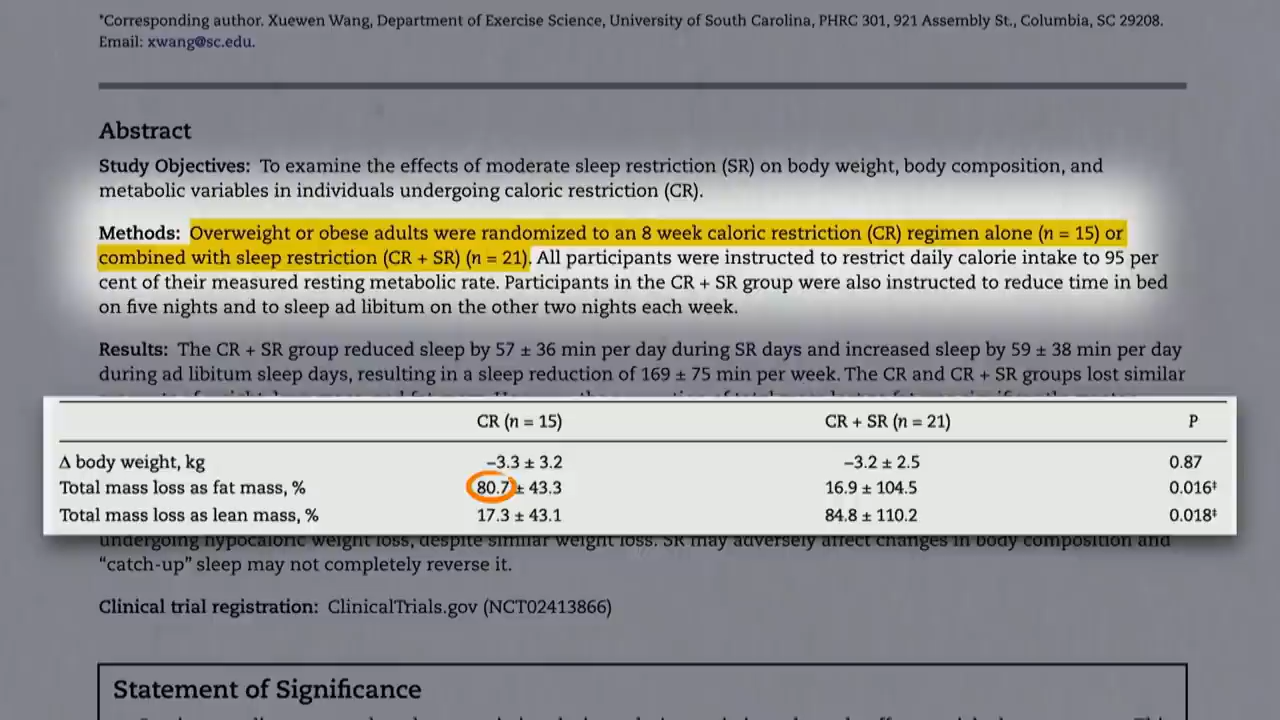 *Corresponding author. Xuewen Wang, Department of Exercise Science, University of South Carolina, PHRC 301, 921 Assembly St., Columbia, SC 29208.
Email: xwang@sc.edu.
Abstract
Study Objectives: To examine the effects of moderate sleep restriction (SR) on body weight, body composition, and
metabolic variables in individuals undergoing caloric restriction (CR).
Methods: Overweight or obese adults were randomized to an 8 week caloric restriction (CR) regimen alone (n = 15) or
combined with sleep restriction (CR + SR) (n = 21). All participants were instructed to restrict daily calorie intake to 95 per
cent of their measured resting metabolic rate. Participants in the CR + SR group were also instructed to reduce time in bed
on five nights and to sleep ad libitum on the other two nights each week.
Results: The CR + SR group reduced sleep by 57 ± 36 min per day during SR days and increased sleep by 59 ± 38 min per day
during ad libitum sleep days, resulting in a sleep reduction of 169 ± 75 min per week. The CR and CR + SR groups lost similar
CR (n = 15) CR + SR (n = 21) P
Δ body weight, kg −3.3 ± 3.2 −3.2 ± 2.5 0.87
Total mass loss as fat mass, % 80.7 ± 43.3 16.9 ± 104.5 0.016‡
Total mass loss as lean mass, % 17.3 ± 43.1 84.8 ± 110.2 0.018‡
undergoing hypocaloric weight loss, despite similar weight loss. SR may adversely affect changes in body composition and
“catch-up” sleep may not completely reverse it.
Clinical trial registration: ClinicalTrials.gov (NCT02413866)
Statement of Significance